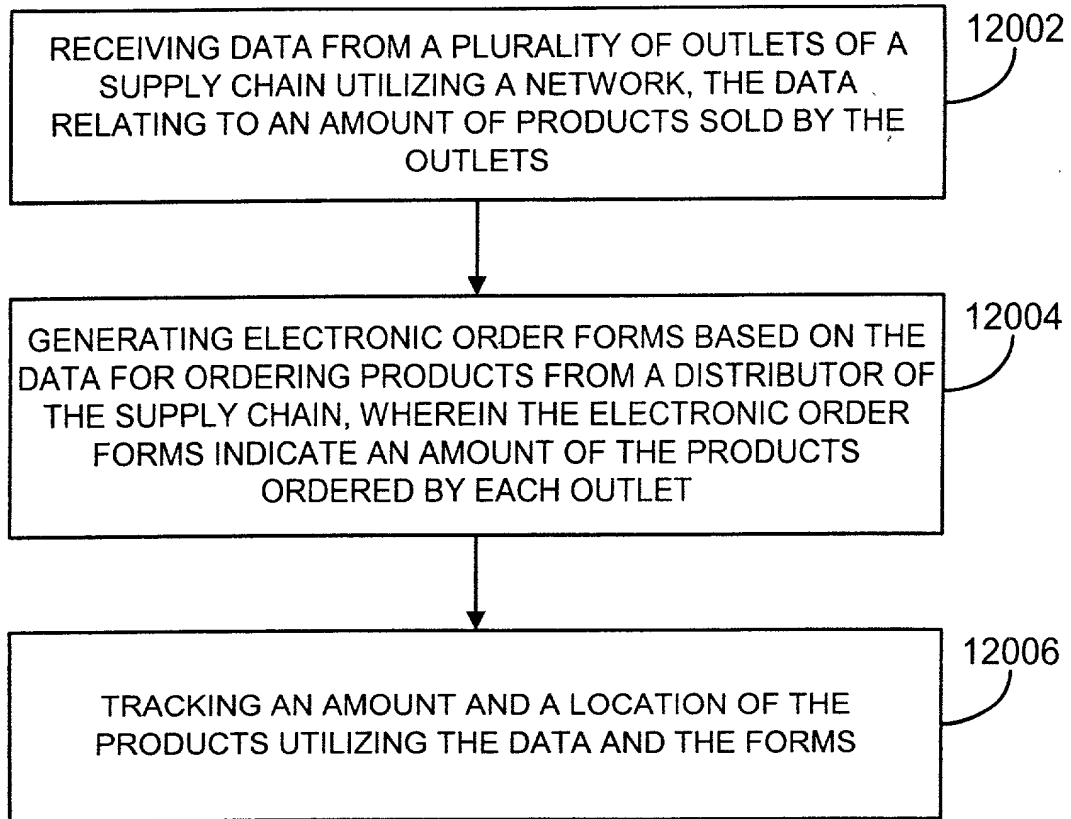 RECEIVING DATA FROM A PLURALITY OF OUTLETS OF A
SUPPLY CHAIN UTILIZING A NETWORK, THE DATA
RELATING TO AN AMOUNT OF PRODUCTS SOLD BY THE
OUTLETS
12002
GENERATING ELECTRONIC ORDER FORMS BASED ON THE
DATA FOR ORDERING PRODUCTS FROM A DISTRIBUTOR OF
THE SUPPLY CHAIN, WHEREIN THE ELECTRONIC ORDER
FORMS INDICATE AN AMOUNT OF THE PRODUCTS
ORDERED BY EACH OUTLET
12004
TRACKING AN AMOUNT AND A LOCATION OF THE
PRODUCTS UTILIZING THE DATA AND THE FORMS
12006